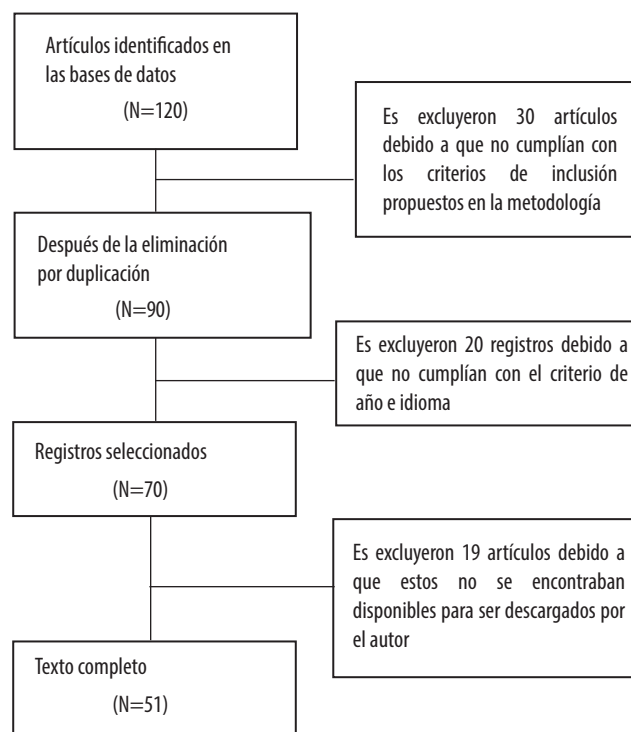 Artículos identificados en
las bases de datos
(N=120)
Es excluyeron 30 artículos
debido a que no cumplían con
los criterios de inclusión
propuestos en la metodología
Después de la eliminación
por duplicación
(N=90)
Es excluyeron 20 registros debido a
que no cumplían con el criterio de
año e idioma
Registros seleccionados
(N=70)
Es excluyeron 19 artículos debido a
que estos no se encontraban
disponibles para ser descargados por
el autor
Texto completo
(N=51)